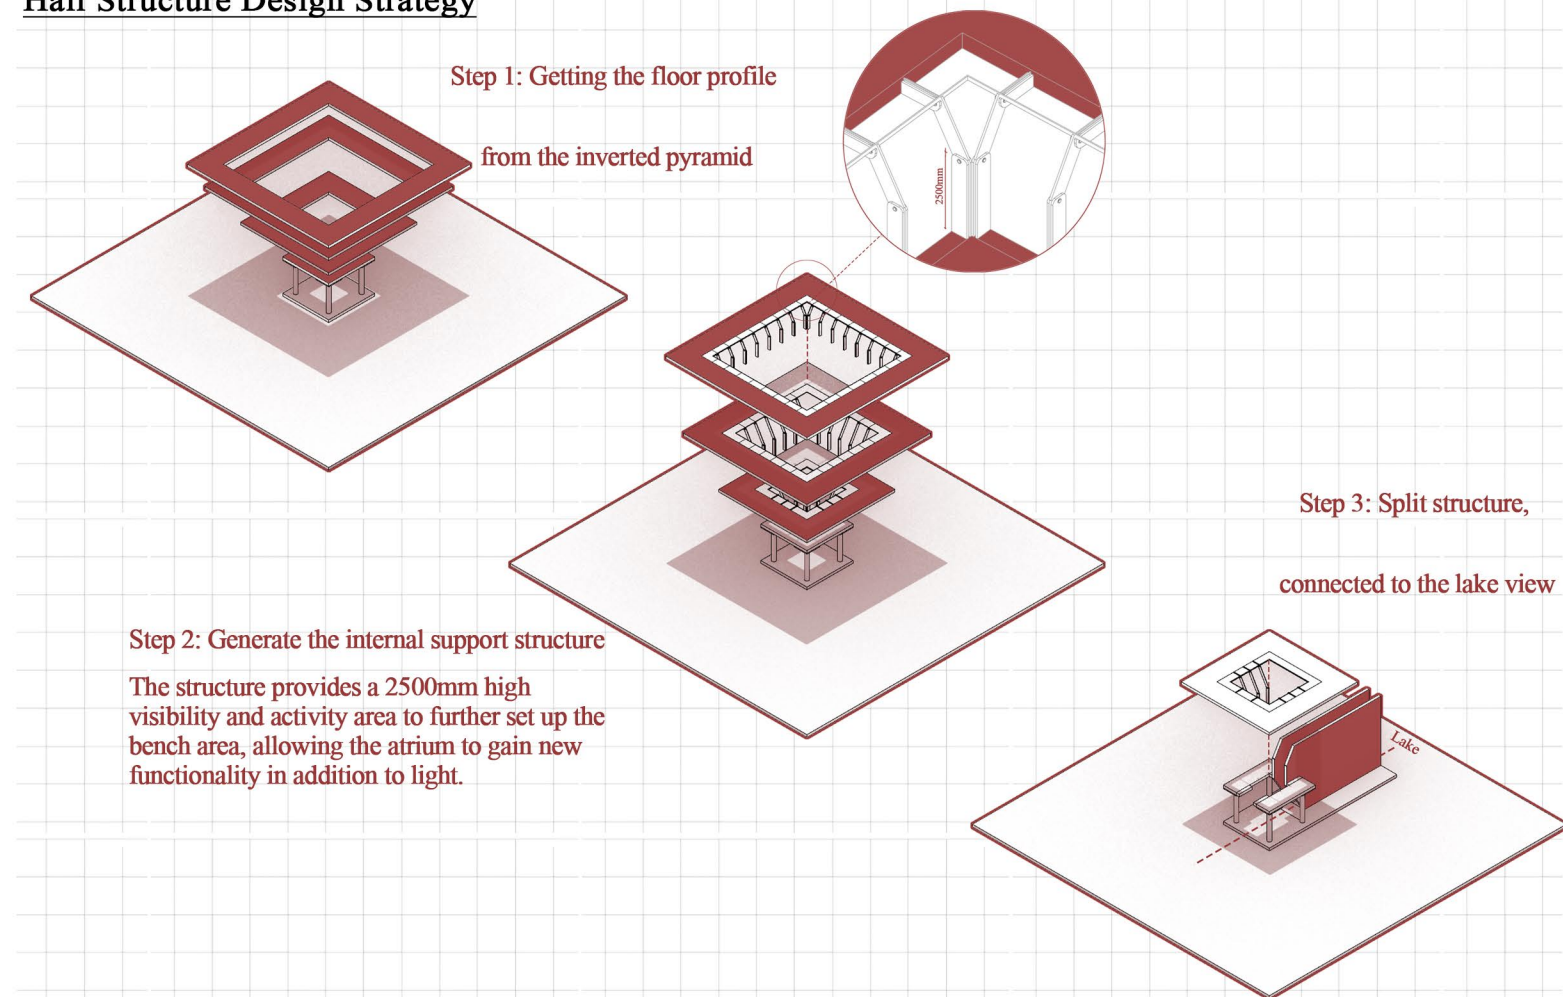 Hall Structure Design Strategy
Step 1: Getting the floor profile
from the inverted pyramid
2500mm
Step 2: Generate the internal support structure
The structure provides a 2500mm high
visibility and activity area to further set up the
bench area, allowing the atrium to gain new
functionality in addition to light.
Step 3: Split structure,
connected to the lake view
Lake